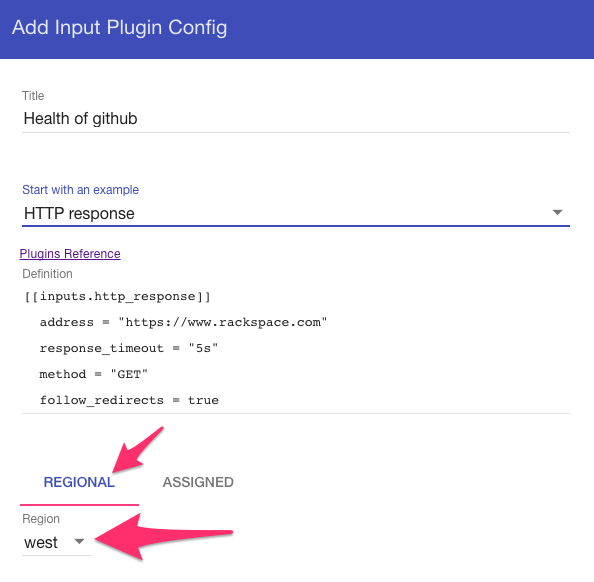 Add Input Plugin Config
Title
Health of github
Start with an example
HTTP response
Plugins Reference
Definition
[[inputs.http_response]]
  address = "https://www.rackspace.com"
  response_timeout = "5s"
  method = "GET"
  follow_redirects = true
REGIONAL ASSIGNED
Region
west